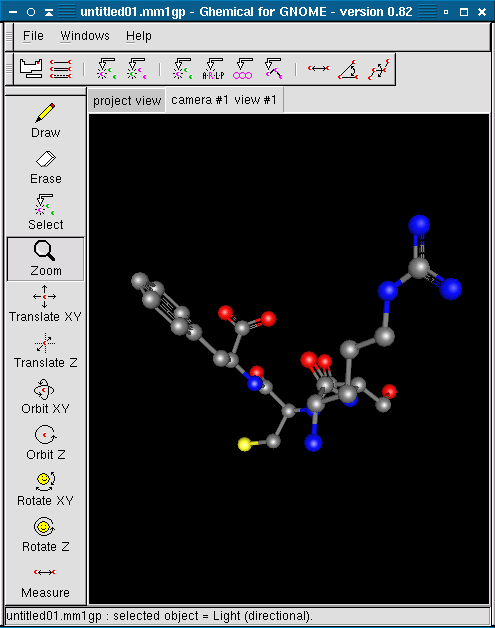 untitled01.mm1gp - Ghemical for GNOME - version 0.82
File Windows Help
A·R·L·P
project view camera #1 view #1
Draw
Erase
Select
Zoom
Translate XY
Translate Z
Orbit XY
Orbit Z
Rotate XY
Rotate Z
Measure
untitled01.mm1gp : selected object = Light (directional).